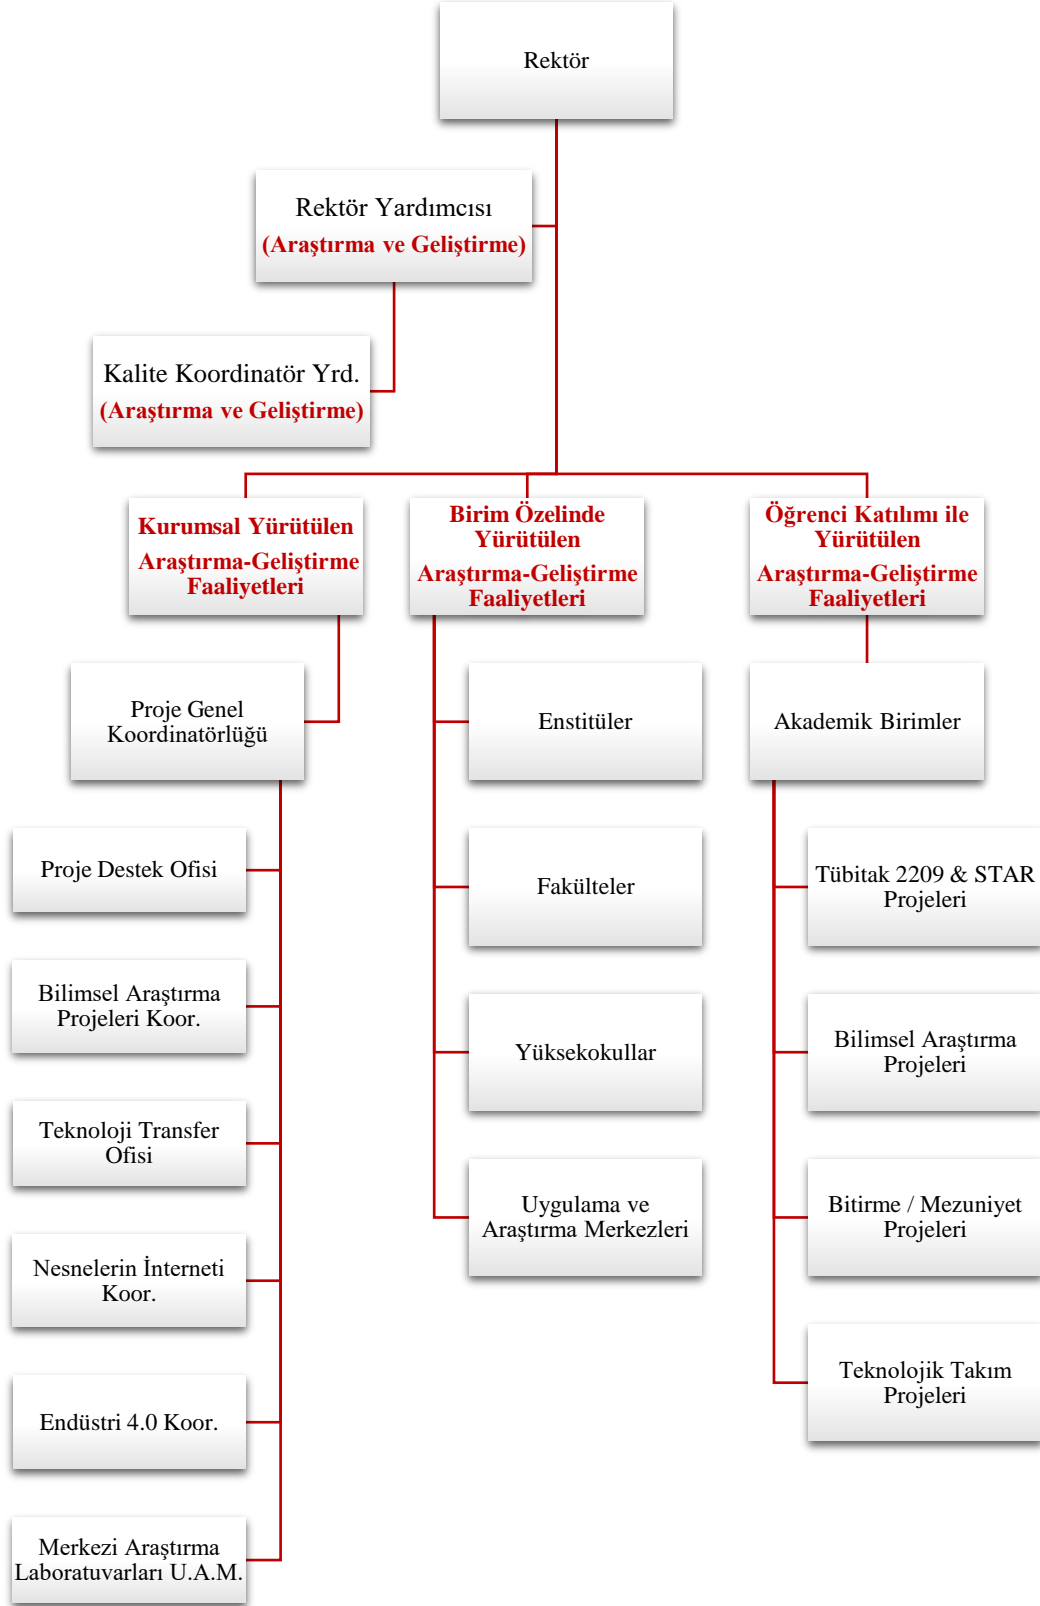 Rektör
Rektör Yardımcısı
(Araştırma ve Geliştirme)
Kalite Koordinatör Yrd.
(Araştırma ve Geliştirme)
Kurumsal Yürütülen
Araştırma-Geliştirme
Faaliyetleri
Birim Özelinde
Yürütülen
Araştırma-Geliştirme
Faaliyetleri
Öğrenci Katılımı ile
Yürütülen
Araştırma-Geliştirme
Faaliyetleri
Proje Genel
Koordinatörlüğü
Proje Destek Ofisi
Bilimsel Araştırma
Projeleri Koor.
Teknoloji Transfer
Ofisi
Nesnelerin İnterneti
Koor.
Endüstri 4.0 Koor.
Merkezi Araştırma
Laboratuvarları U.A.M.
Enstitüler
Fakülteler
Yüksekokullar
Uygulama ve
Araştırma Merkezleri
Akademik Birimler
Tübitak 2209 & STAR
Projeleri
Bilimsel Araştırma
Projeleri
Bitirme / Mezuniyet
Projeleri
Teknolojik Takım
Projeleri